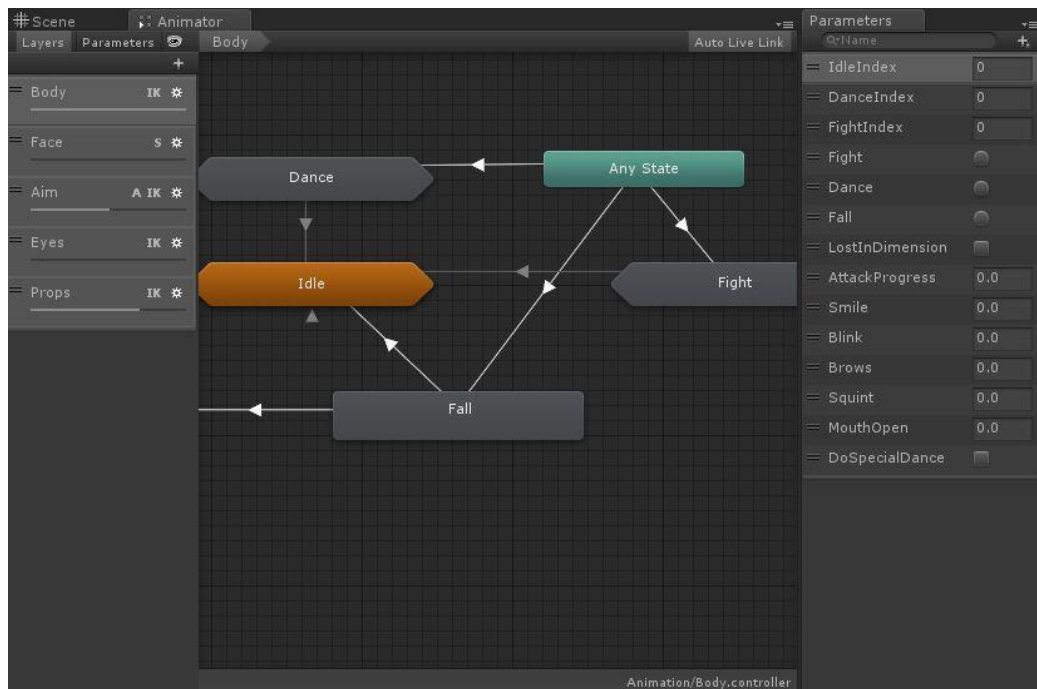 Scene
Animator
Parameters
Layers Parameters
Body
Auto Live Link
Name
+
+
Body IK
Face S
Aim A IK
Eyes IK
Props IK
Dance
Any State
Idle
Fight
Fall
IdleIndex 0
DanceIndex 0
FightIndex 0
Fight
Dance
Fall
LostInDimension
AttackProgress 0.0
Smile 0.0
Blink 0.0
Brows 0.0
Squint 0.0
MouthOpen 0.0
DoSpecialDance
Animation/Body.controller